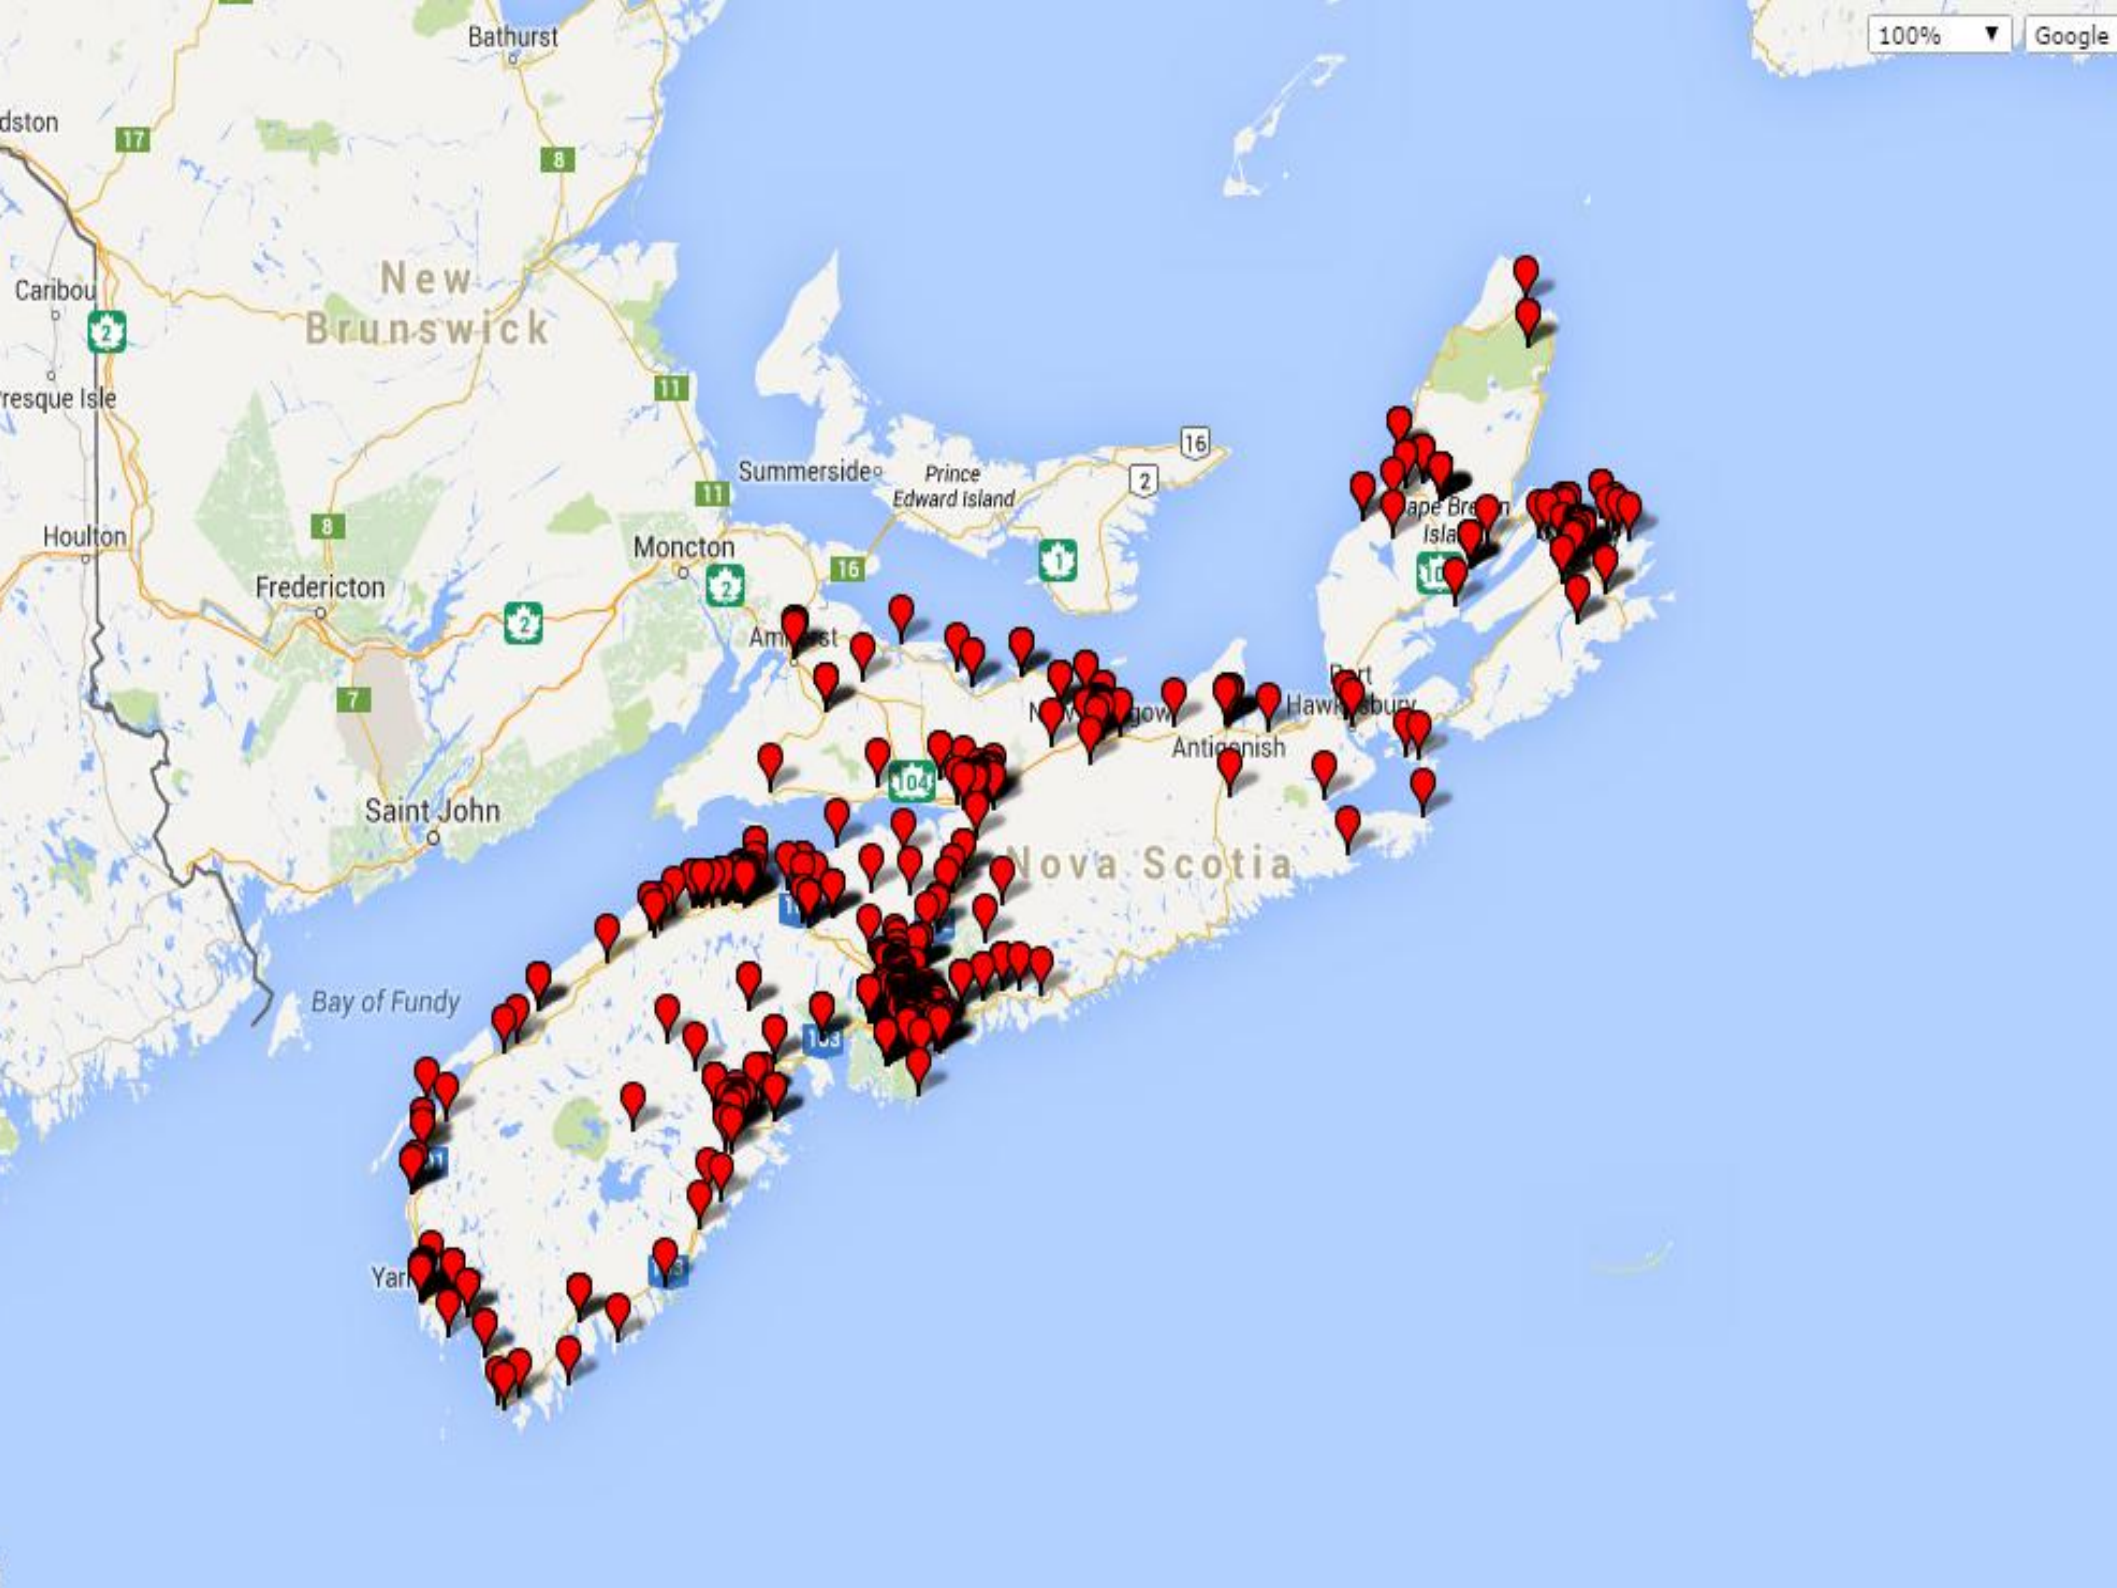 100% ▼
Google
Bathurst
dston
17
8
New
Brunswick
Caribou
2
resque Isle
11
16
Summerside
Prince
Edward Island
2
11
8
Houlton
Moncton
16
1
2
Fredericton
2
7
Port
Antigonish
104
Saint John
Nova Scotia
Bay of Fundy
103